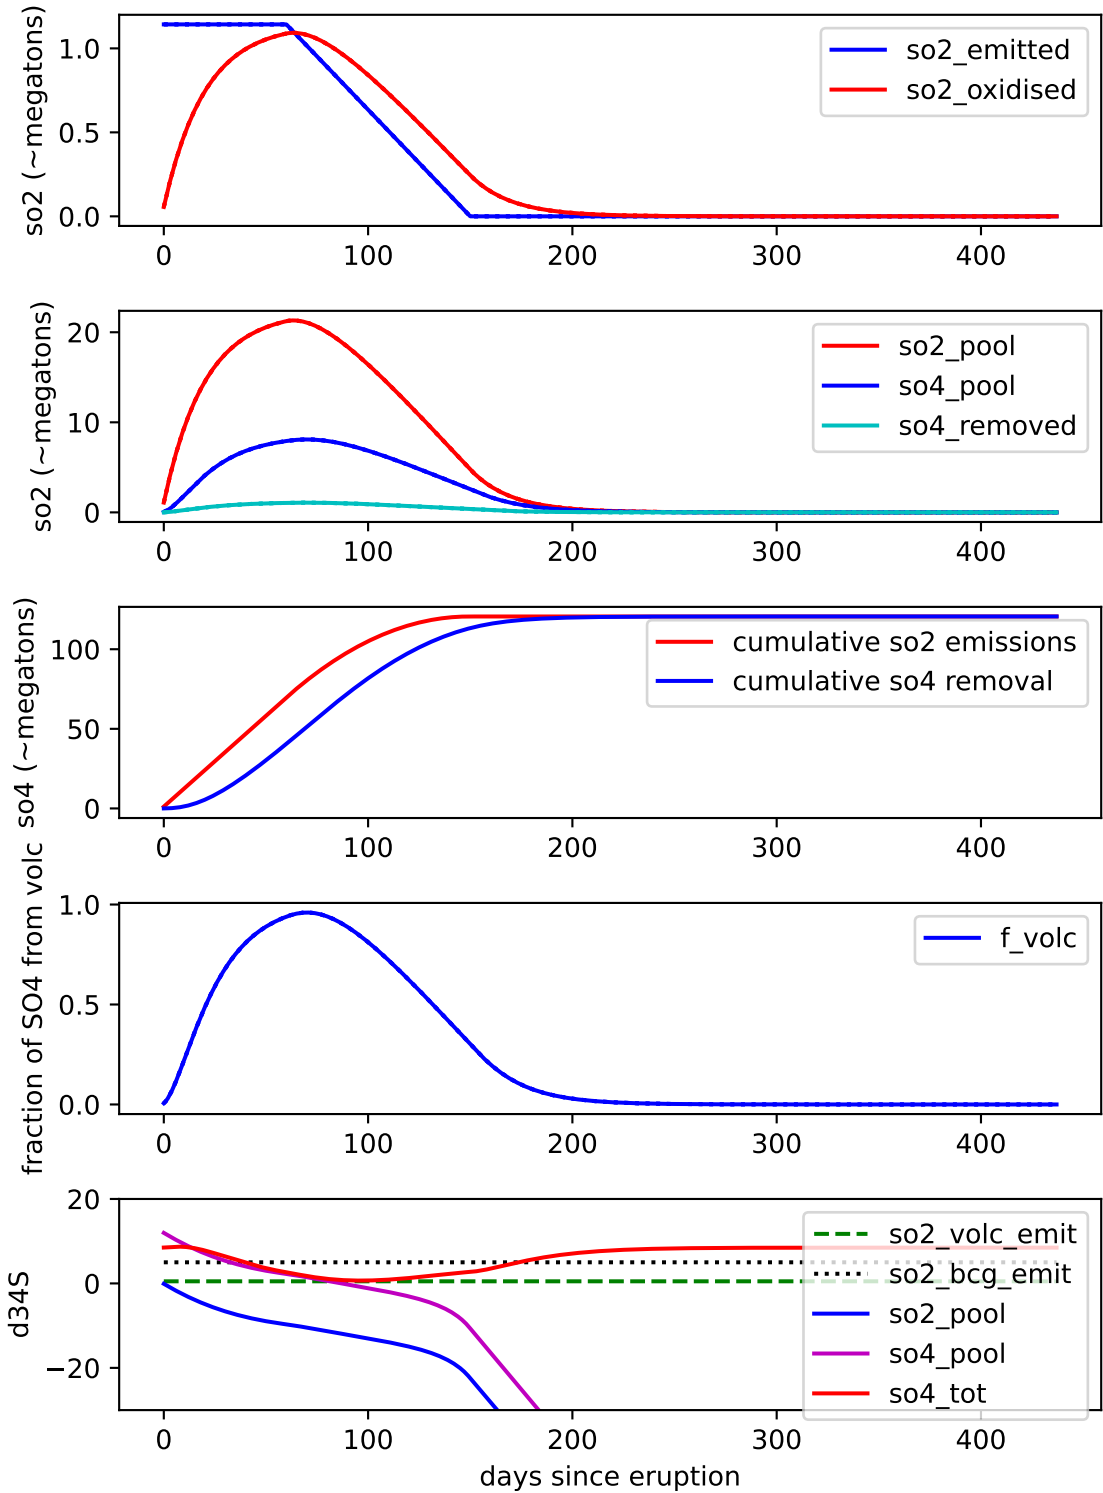 so2 (~megatons)
1.0
0.5
0.0
so2_emitted
so2_oxidised
0 100 200 300 400
so2 (~megatons)
20
10
0
so2_pool
so4_pool
so4_removed
0 100 200 300 400
so4 (~megatons)
100
50
0
cumulative so2 emissions
cumulative so4 removal
0 100 200 300 400
fraction of SO4 from volc
1.0
0.5
0.0
f_volc
0 100 200 300 400
d34S
20
0
−20
so2_volc_emit
so2_bcg_emit
so2_pool
so4_pool
so4_tot
0 100 200 300 400
days since eruption